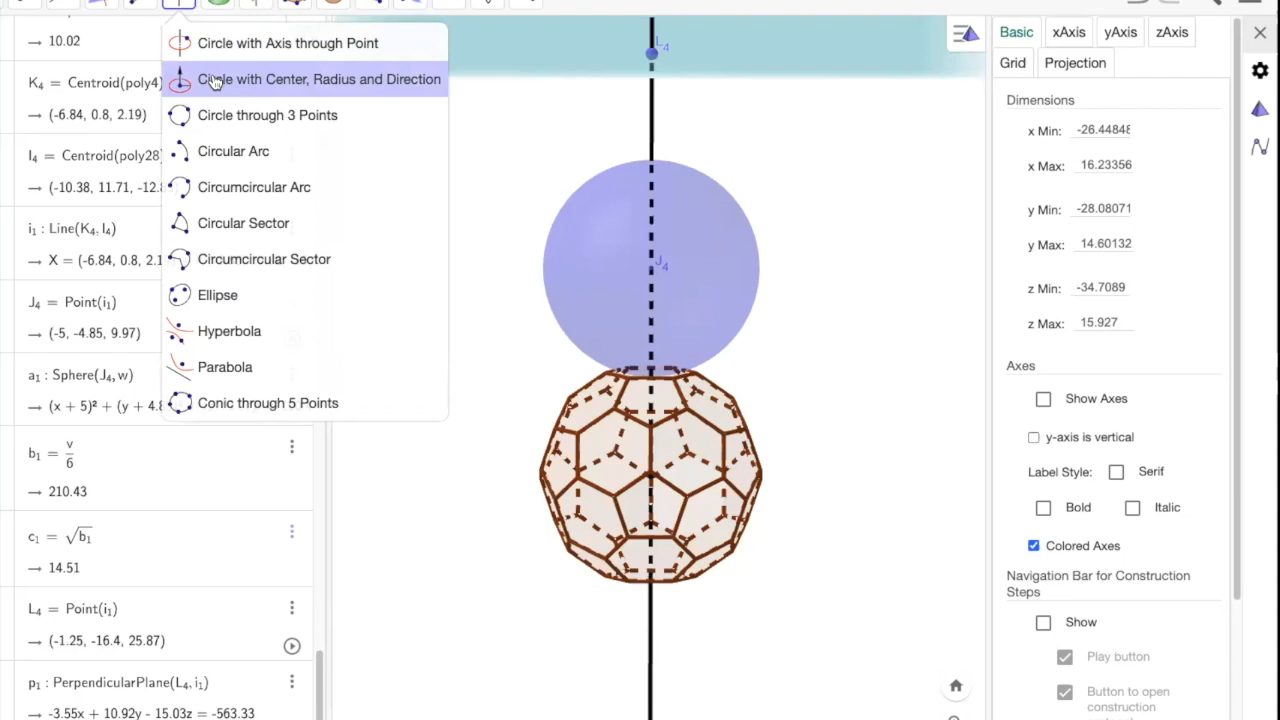 → 10.02
K₄ = Centroid(poly4)
→ (-6.84, 0.8, 2.19)
I₄ = Centroid(poly28)
→ (-10.38, 11.71, -12.
i₁ : Line(K₄, I₄)
→ X = (-6.84, 0.8, 2.1
J₄ = Point(i₁)
→ (-5, -4.85, 9.97)
a₁ : Sphere(J₄, w)
→ (x + 5)² + (y + 4.8
b₁ = v/6
→ 210.43
c₁ = √b₁
→ 14.51
L₄ = Point(i₁)
→ (-1.25, -16.4, 25.87)
p₁ : PerpendicularPlane(L₄, i₁)
→ -3.55x + 10.92y - 15.03z = -563.33
Circle with Axis through Point
Circle with Center, Radius and Direction
Circle through 3 Points
Circular Arc
Circumcircular Arc
Circular Sector
Circumcircular Sector
Ellipse
Hyperbola
Parabola
Conic through 5 Points
L₄
J₄
Basic xAxis yAxis zAxis
Grid Projection
Dimensions
x Min: -26.44848
x Max: 16.23356
y Min: -28.08071
y Max: 14.60132
z Min: -34.7089
z Max: 15.927
Axes
Show Axes
y-axis is vertical
Label Style: Serif
Bold Italic
Colored Axes
Navigation Bar for Construction
Steps
Show
Play button
Button to open
construction